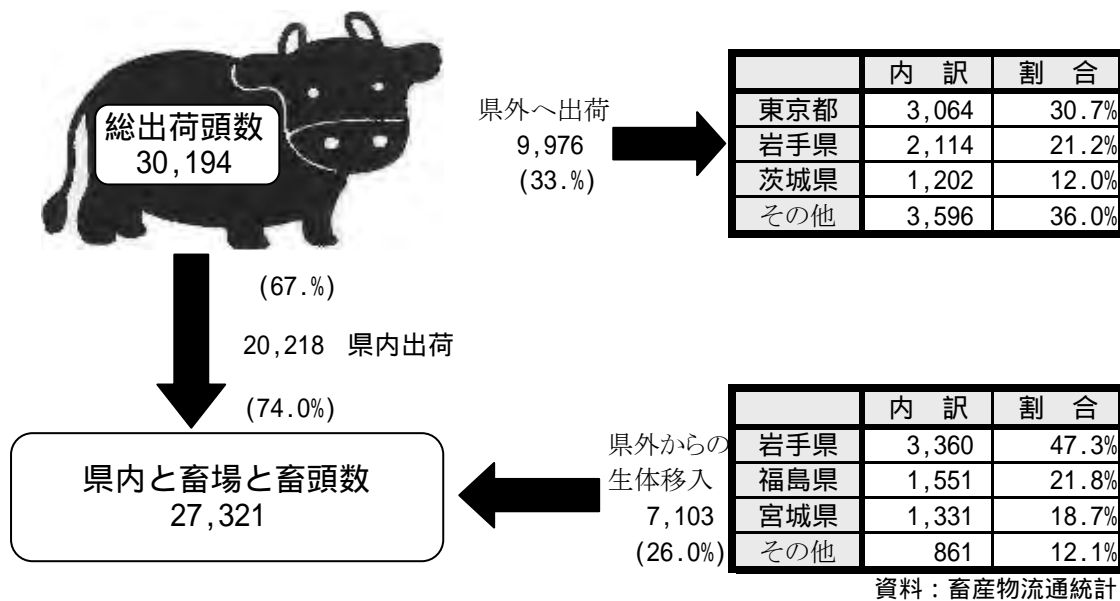 総出荷頭数
30,194
県外へ出荷
9,976
(33.%)
内 訳 割 合
東京都 3,064 30.7%
岩手県 2,114 21.2%
茨城県 1,202 12.0%
その他 3,596 36.0%
(67.%)
20,218 県内出荷
(74.0%)
県内と畜場と畜頭数
27,321
県外からの
生体移入
7,103
(26.0%)
内 訳 割 合
岩手県 3,360 47.3%
福島県 1,551 21.8%
宮城県 1,331 18.7%
その他 861 12.1%
資料：畜産物流通統計